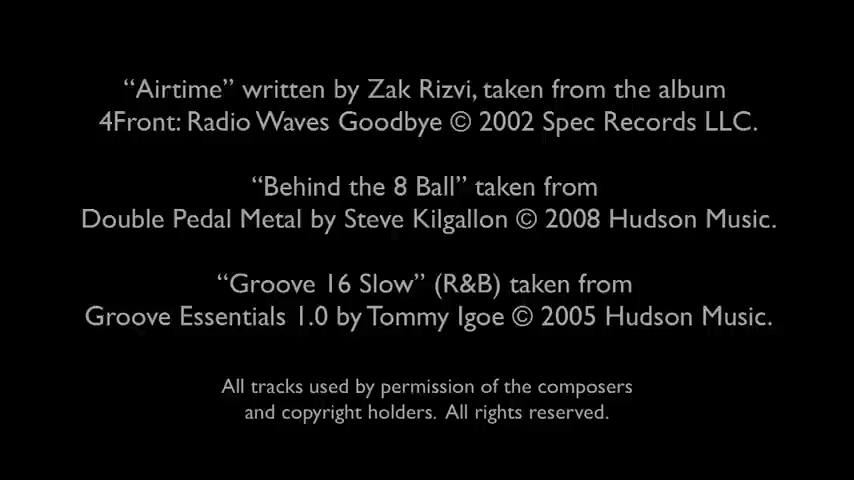 “Airtime” written by Zak Rizvi, taken from the album
4Front: Radio Waves Goodbye © 2002 Spec Records LLC.
“Behind the 8 Ball” taken from
Double Pedal Metal by Steve Kilgallon © 2008 Hudson Music.
“Groove 16 Slow” (R&B) taken from
Groove Essentials 1.0 by Tommy Igoe © 2005 Hudson Music.
All tracks used by permission of the composers
and copyright holders. All rights reserved.